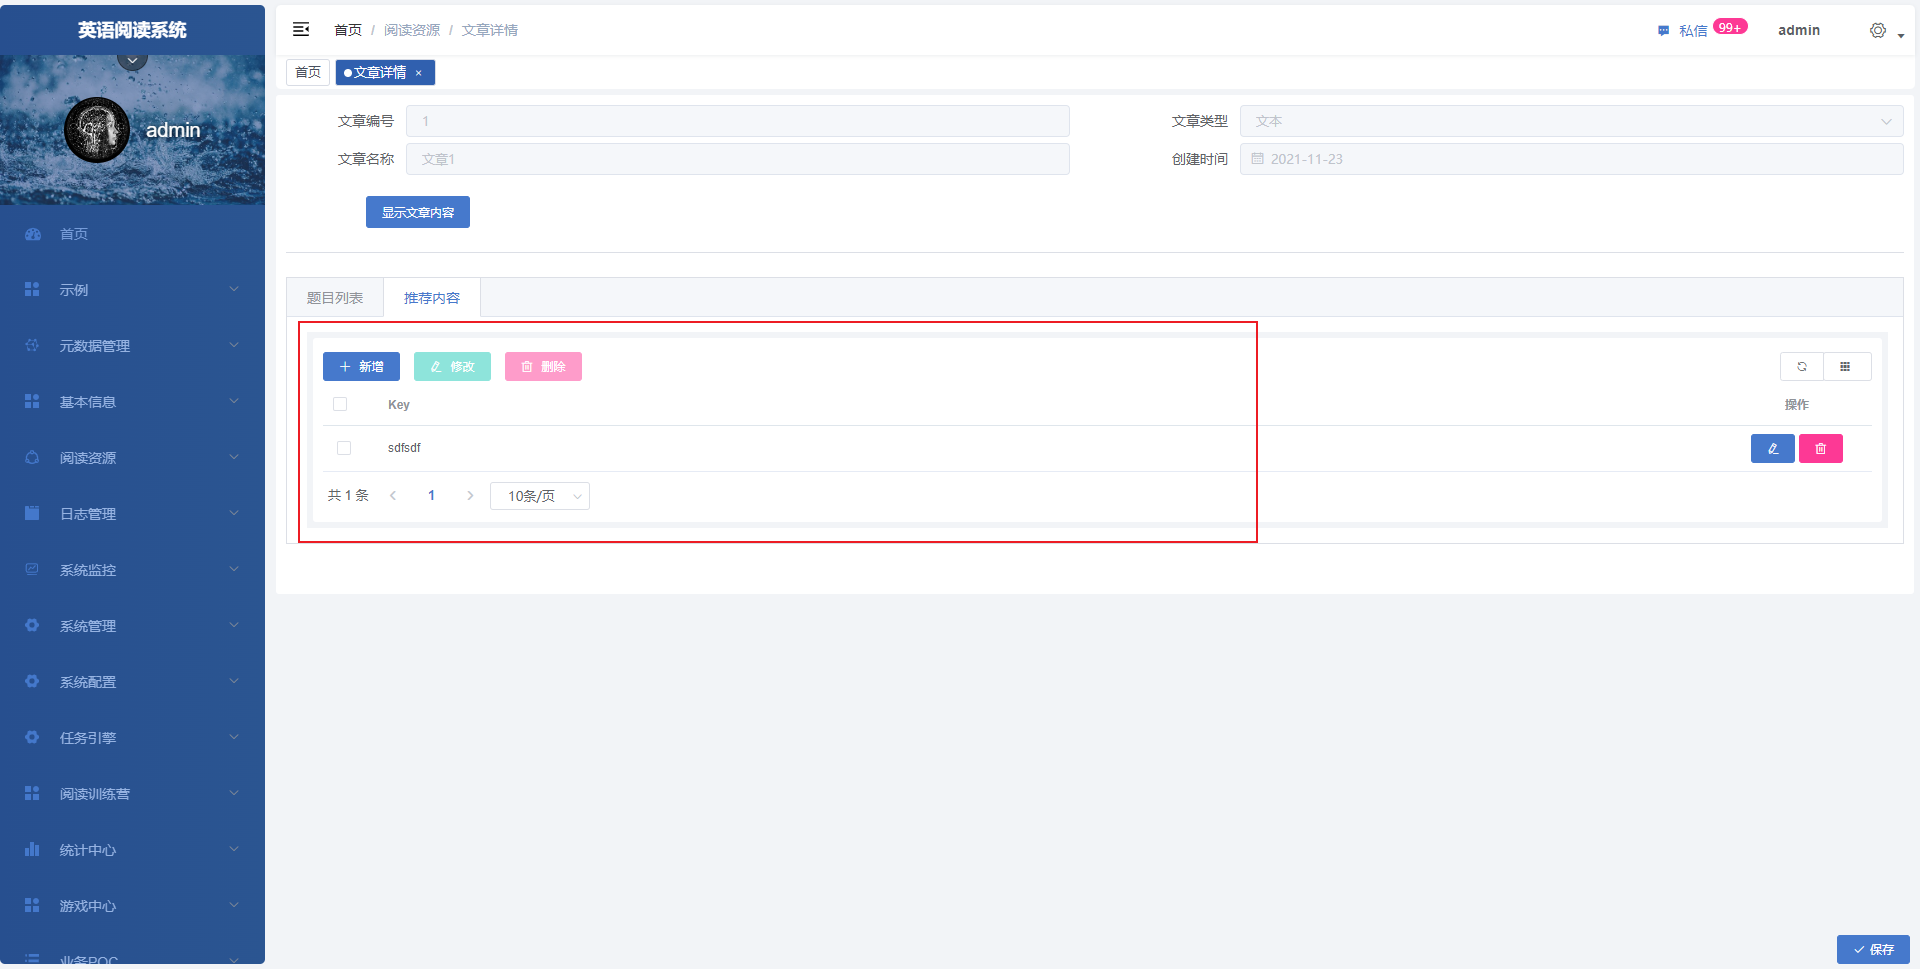 英语阅读系统
admin
首页
示例
元数据管理
基本信息
阅读资源
日志管理
系统监控
系统管理
系统配置
任务引擎
阅读训练营
统计中心
游戏中心
业务POC
首页 / 阅读资源 / 文章详情
私信 99+ admin
首页 文章详情 ×
文章编号 1 文章类型 文本
文章名称 文章1 创建时间 2021-11-23
显示文章内容
题目列表 推荐内容
新增 修改 删除
Key 操作
sdfsdf
共 1 条 1 10条/页
保存